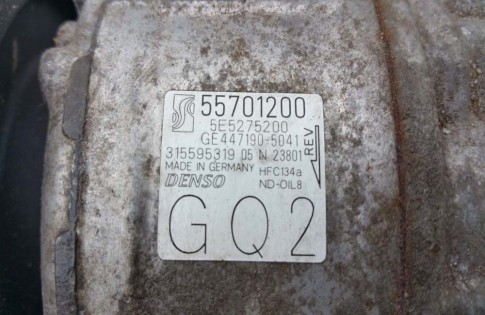 55701200
5E5275200
GE447190-5041
315595319 05 N 23801
REV
MADE IN GERMANY HFC134a
DENSO ND-OIL8
GQ2